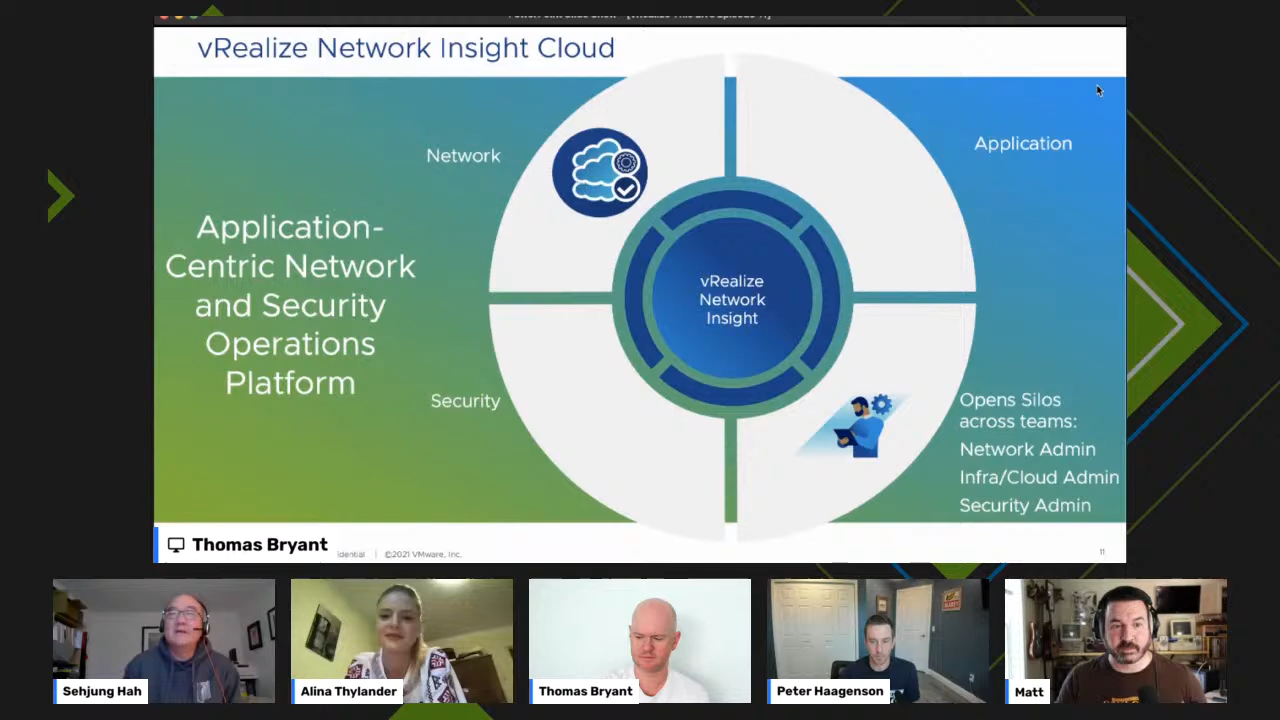 vRealize Network Insight Cloud
Network
Application
Application-
Centric Network
and Security
Operations
Platform
vRealize
Network
Insight
Security
Opens Silos
across teams:
Network Admin
Infra/Cloud Admin
Security Admin
Thomas Bryant
idential | ©2021 VMware, Inc.
11
Sehjung Hah
Alina Thylander
Thomas Bryant
Peter Haagenson
Matt